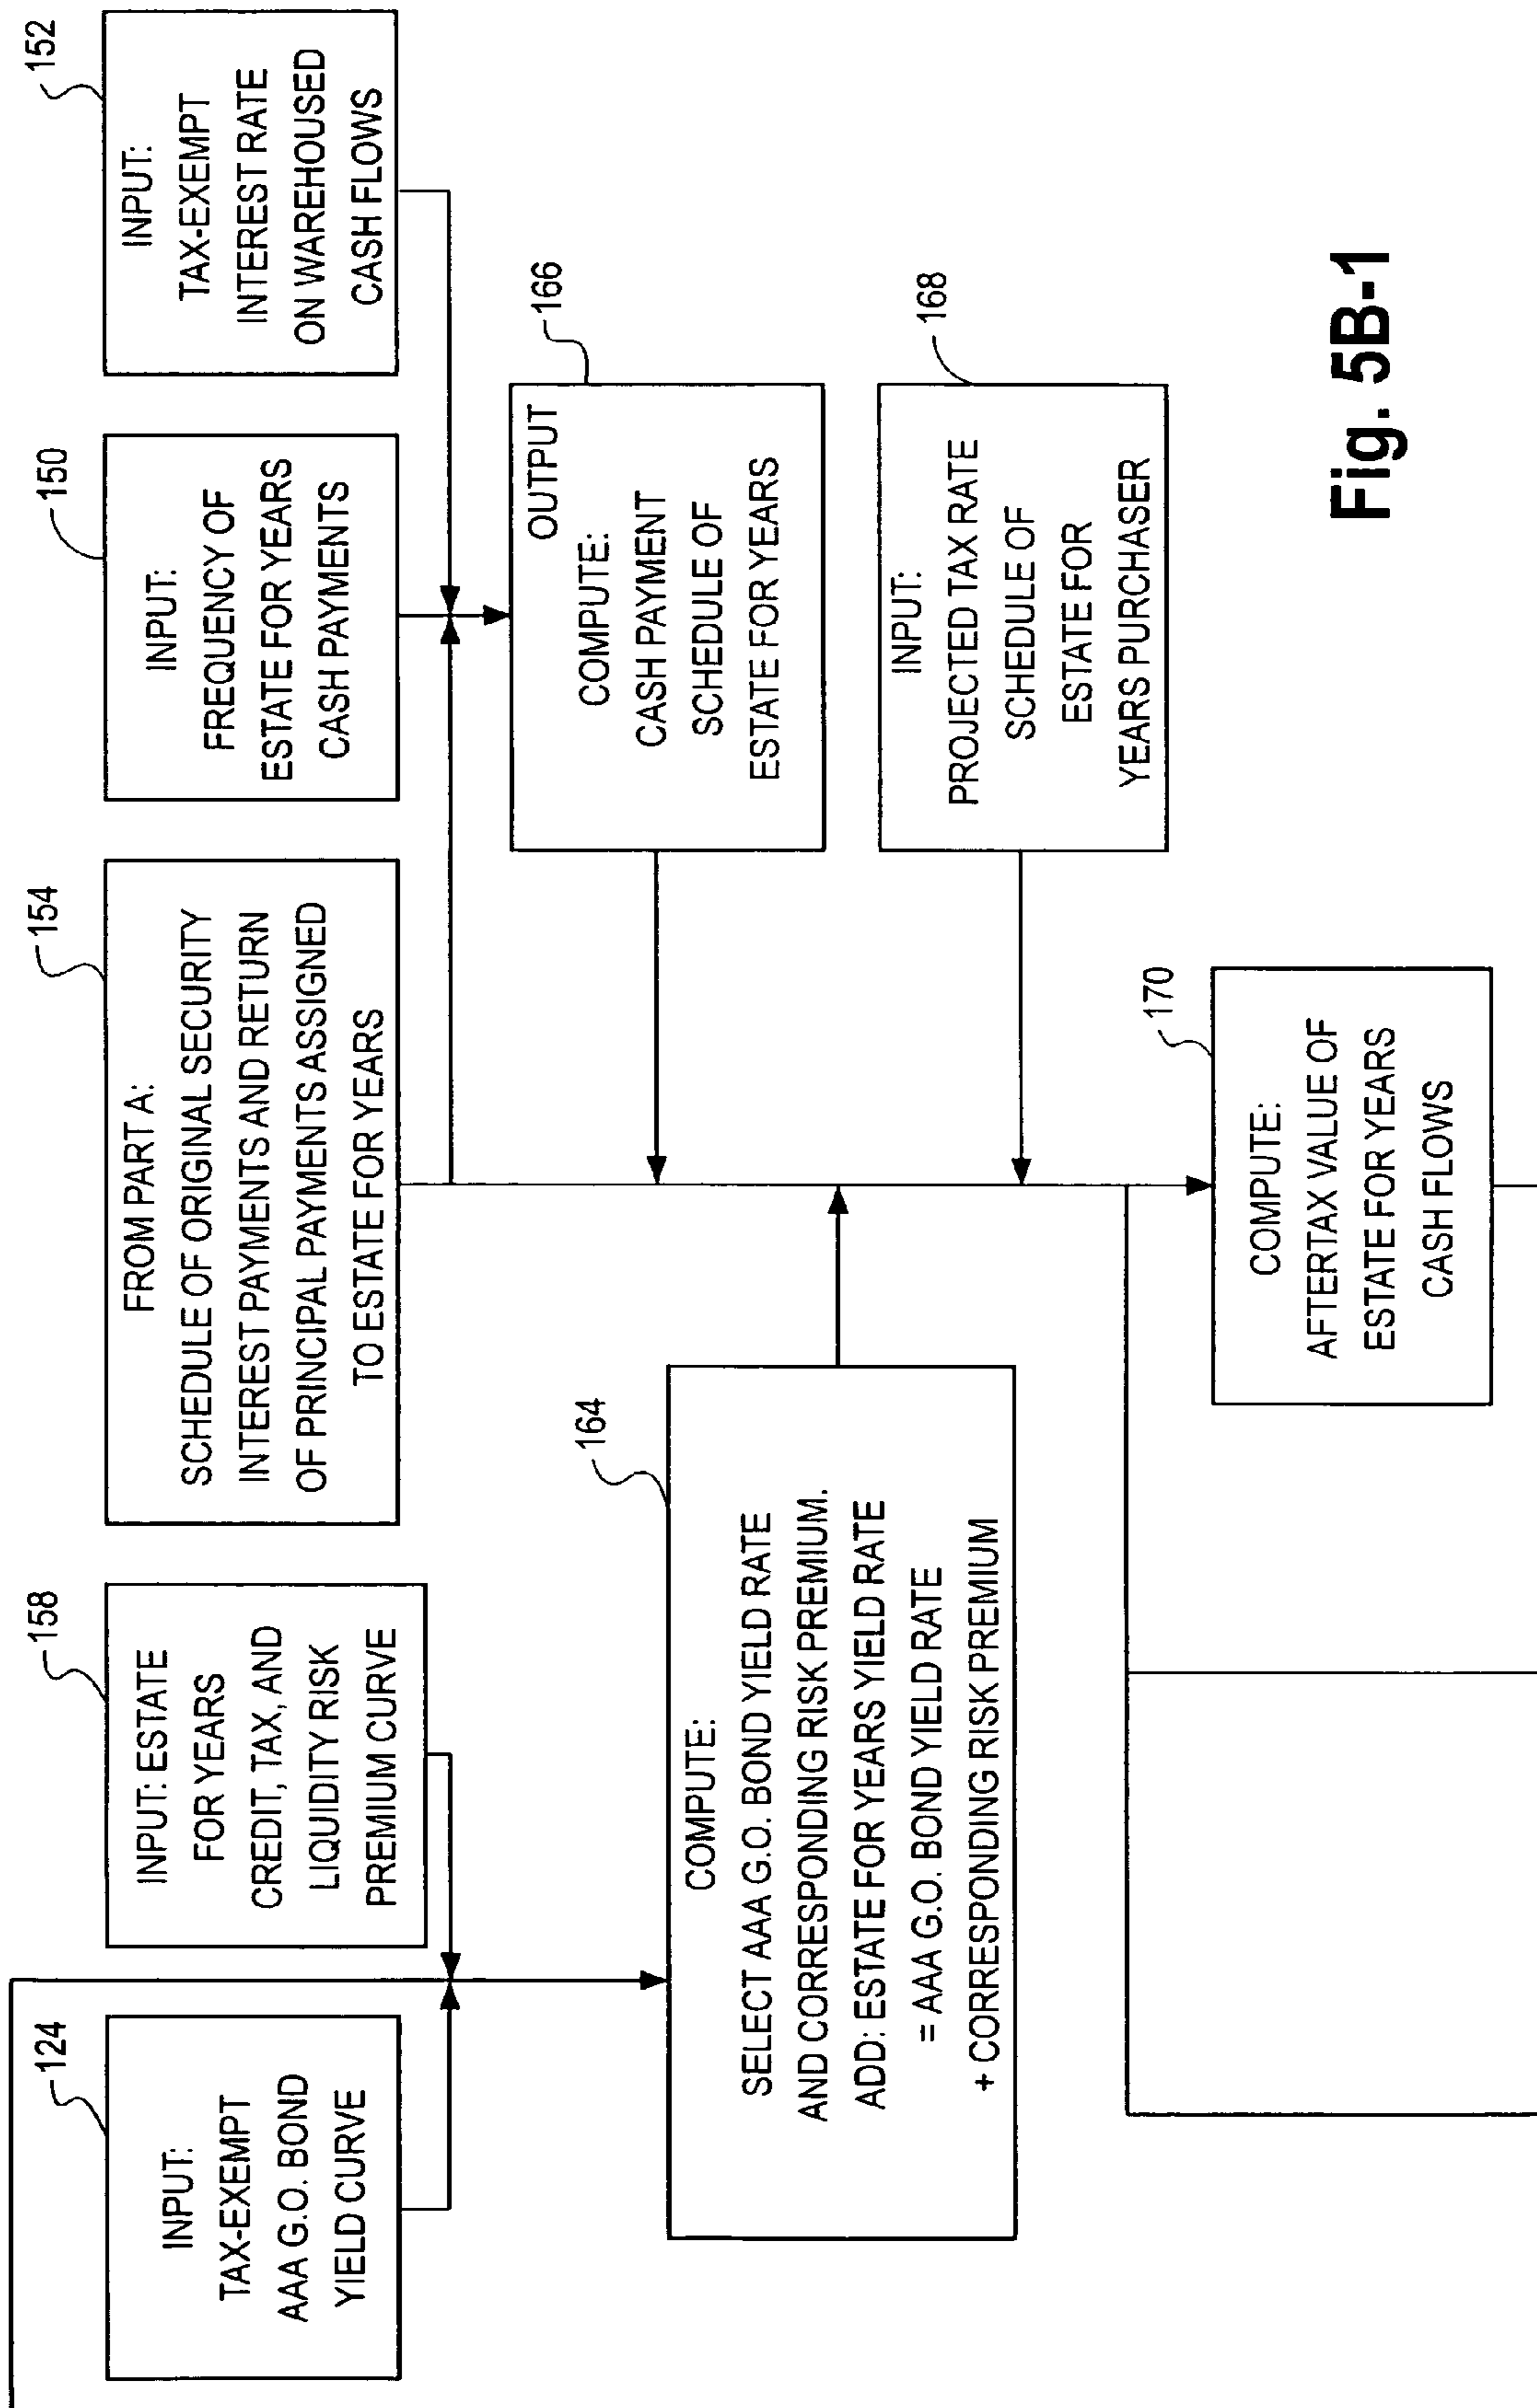 124
INPUT:
TAX-EXEMPT
AAA G.O. BOND
YIELD CURVE
158
INPUT: ESTATE
FOR YEARS
CREDIT, TAX, AND
LIQUIDITY RISK
PREMIUM CURVE
154
FROM PART A:
SCHEDULE OF ORIGINAL SECURITY
INTEREST PAYMENTS AND RETURN
OF PRINCIPAL PAYMENTS ASSIGNED
TO ESTATE FOR YEARS
150
INPUT:
FREQUENCY OF
ESTATE FOR YEARS
CASH PAYMENTS
152
INPUT:
TAX-EXEMPT
INTEREST RATE
ON WAREHOUSED
CASH FLOWS
164
COMPUTE:
SELECT AAA G.O. BOND YIELD RATE
AND CORRESPONDING RISK PREMIUM.
ADD: ESTATE FOR YEARS YIELD RATE
= AAA G.O. BOND YIELD RATE
+ CORRESPONDING RISK PREMIUM
166
OUTPUT
COMPUTE:
CASH PAYMENT
SCHEDULE OF
ESTATE FOR YEARS
168
INPUT:
PROJECTED TAX RATE
SCHEDULE OF
ESTATE FOR
YEARS PURCHASER
170
COMPUTE:
AFTERTAX VALUE OF
ESTATE FOR YEARS
CASH FLOWS
Fig. 5B-1